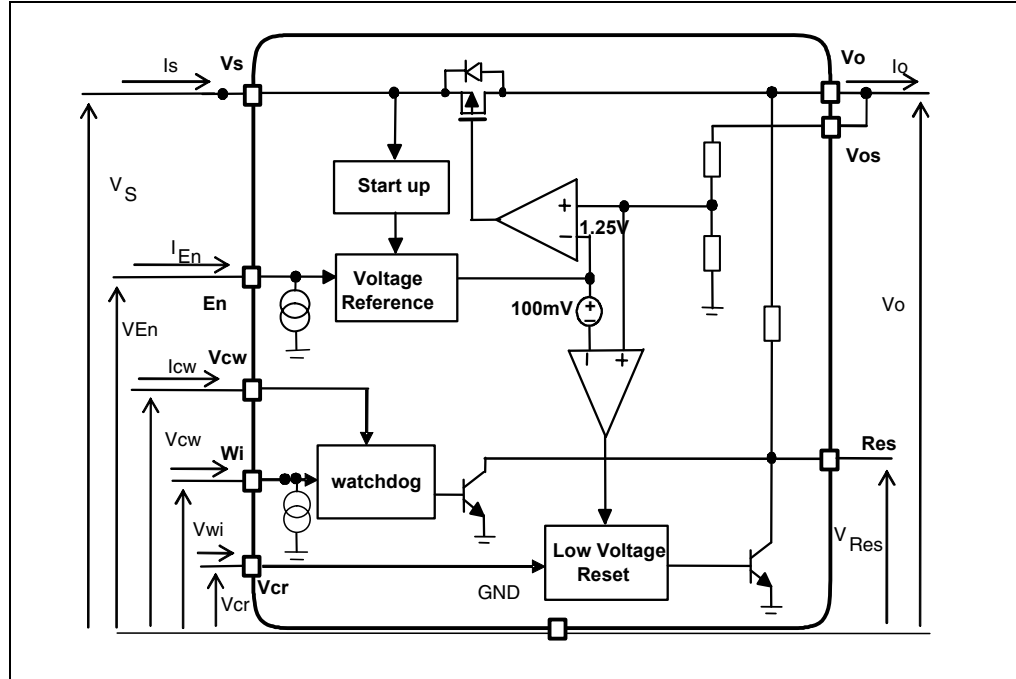 Is
Vs
Vo
Io
Vos
V
S
Start up
+
1.25V
−
I
En
Voltage
Reference
En
100mV
+
−
Vo
VEn
Vcw
Icw
− +
Vcw
Wi
Res
watchdog
Vwi
Low Voltage
Reset
V
Res
Vcr
GND
Vcr